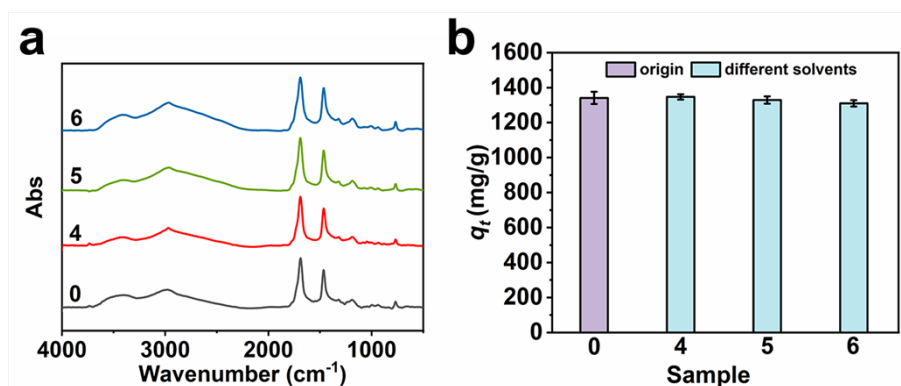 a
6
5
4
0
Abs
4000 3000 2000 1000
Wavenumber (cm⁻¹)
b
1600
1400
1200
1000
800
600
400
200
0
qₜ (mg/g)
origin different solvents
0 4 5 6
Sample